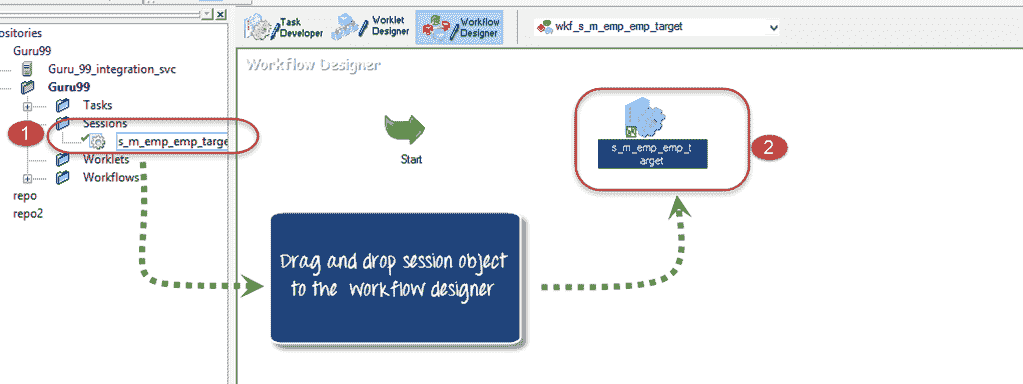 Task Developer
Worklet Designer
Workflow Designer
wkf_s_m_emp_emp_target
ositories
Guru99
Guru_99_integration_svc
Guru99
Tasks
Sessions
1
s_m_emp_emp_targe
Worklets
Workflows
repo
repo2
Workflow Designer
Start
s_m_emp_emp_t
arget
2
Drag and drop session object
to the workflow designer